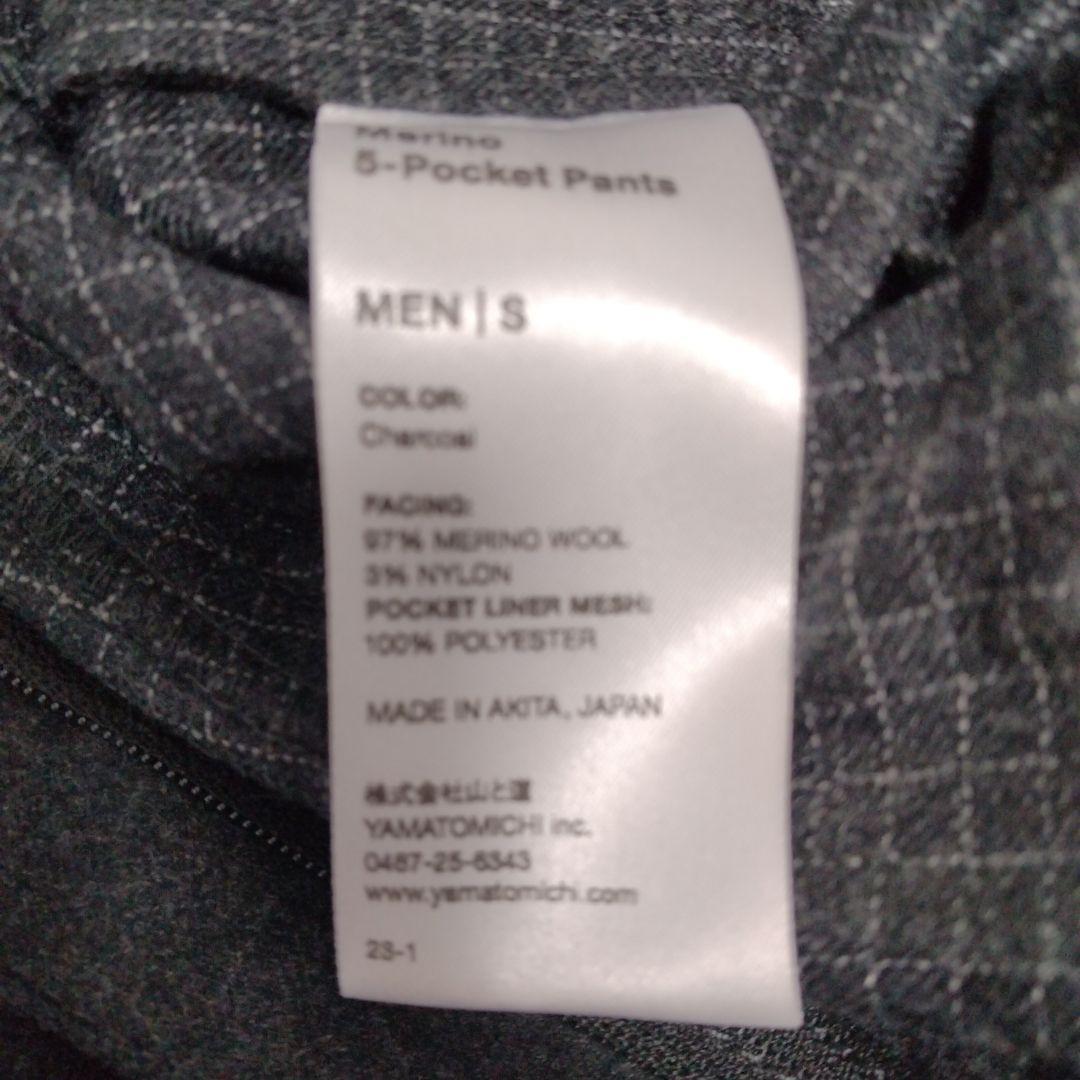 Merino
5-Pocket Pants
MEN | S
COLOR:
Charcoal
FACING:
97% MERINO WOOL
3% NYLON
POCKET LINER MESH:
100% POLYESTER
MADE IN AKITA, JAPAN
株式会社山と道
YAMATOMICHI inc.
0467-25-6343
www.yamatomichi.com
23-1